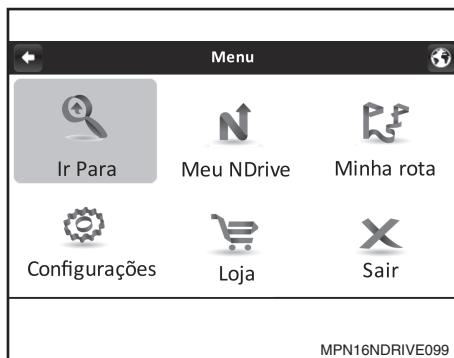 Menu
Ir Para
Meu NDrive
Minha rota
Configurações
Loja
Sair
MPN16NDRIVE099